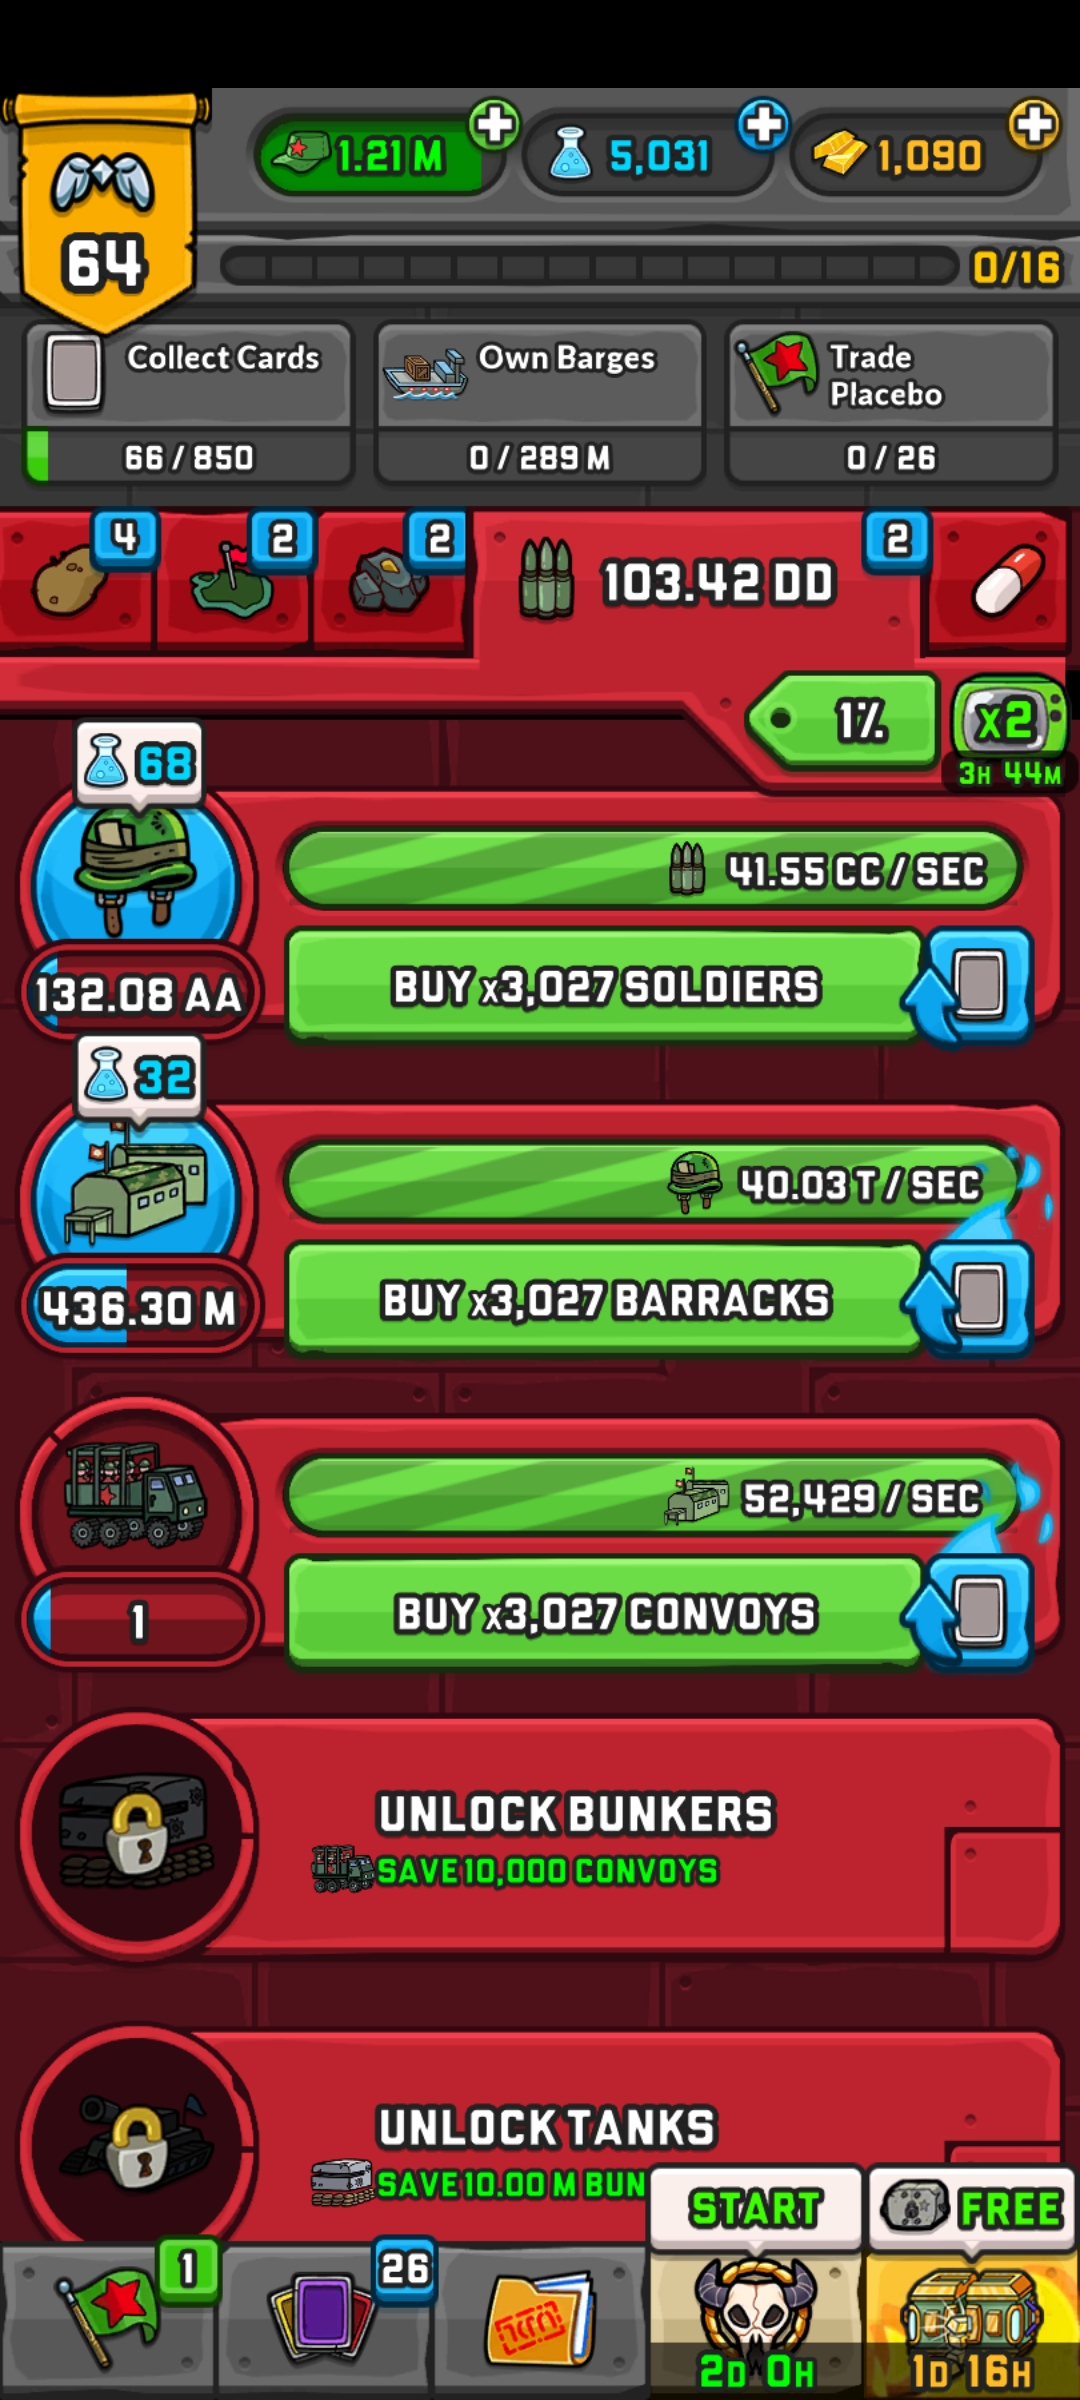 64
1.21 M
5,031
1,090
0/16
Collect Cards
66 / 850
Own Barges
0 / 289 M
Trade
Placebo
0 / 26
4
2
2
103.42 DD
2
1%
x2
3H 44M
68
41.55 CC / SEC
132.08 AA
BUY x3,027 SOLDIERS
32
40.03 T / SEC
436.30 M
BUY x3,027 BARRACKS
52,429 / SEC
1
BUY x3,027 CONVOYS
UNLOCK BUNKERS
SAVE 10,000 CONVOYS
UNLOCK TANKS
SAVE 10.00 M BUN
START
FREE
1
26
2D 0H
1D 16H